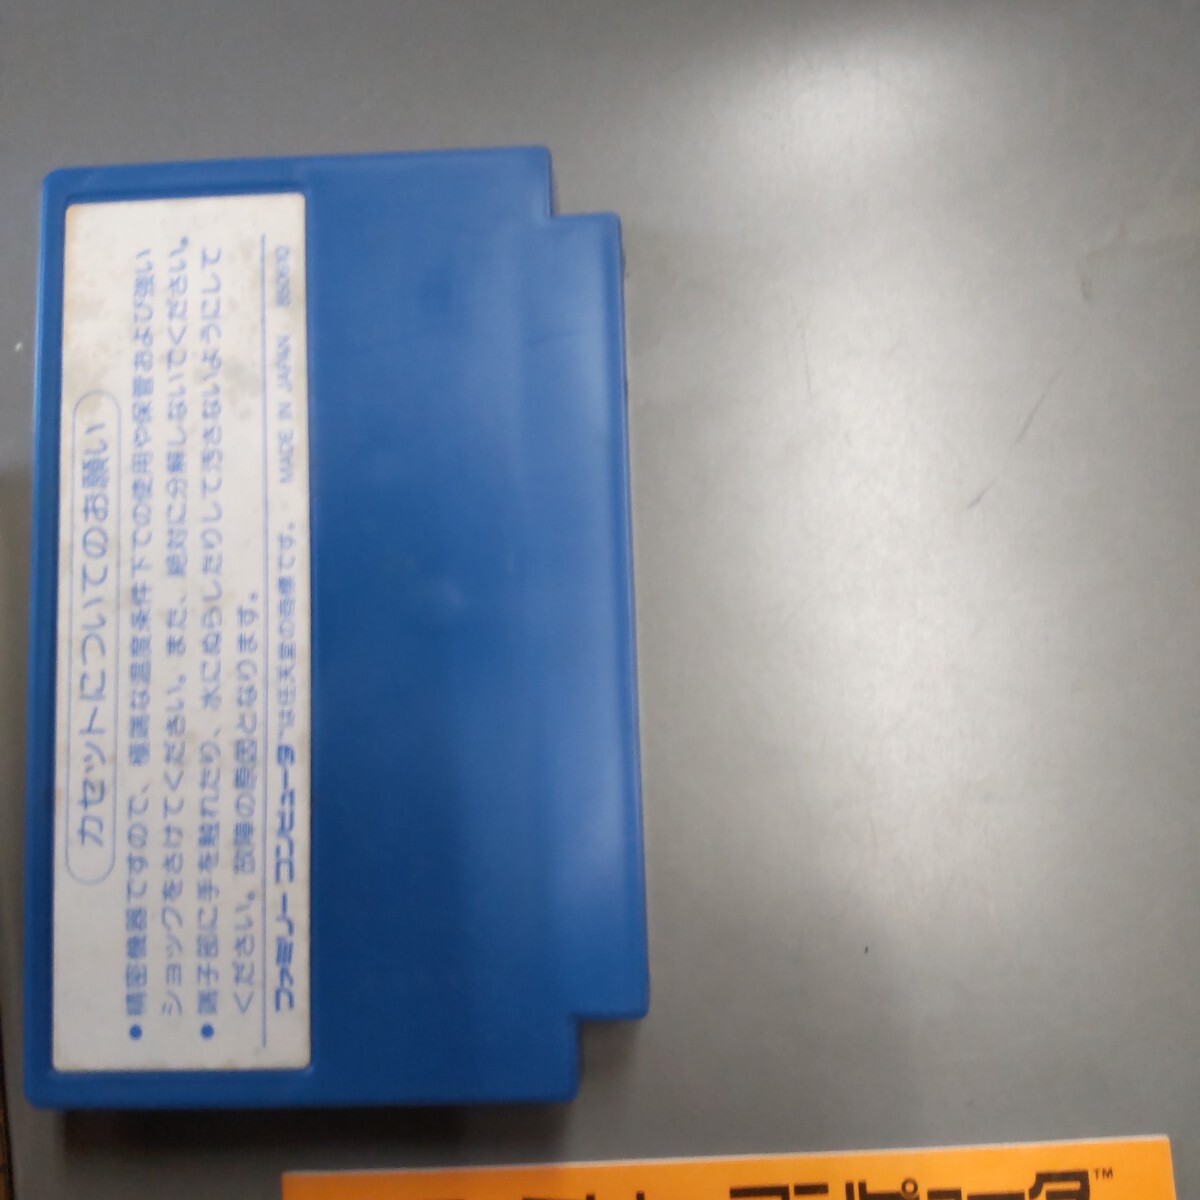 カセットについてのお願い
●精密機器ですので、極端な温度条件下での使用や保管および強い
ショックをさけてください。また、絶対に分解しないでください。
●端子部に手を触れたり、水にぬらしたりして汚さないようにして
ください。故障の原因となります。
ファミリーコンピュータ™は任天堂の商標です。 MADE IN JAPAN
コンピュータ™